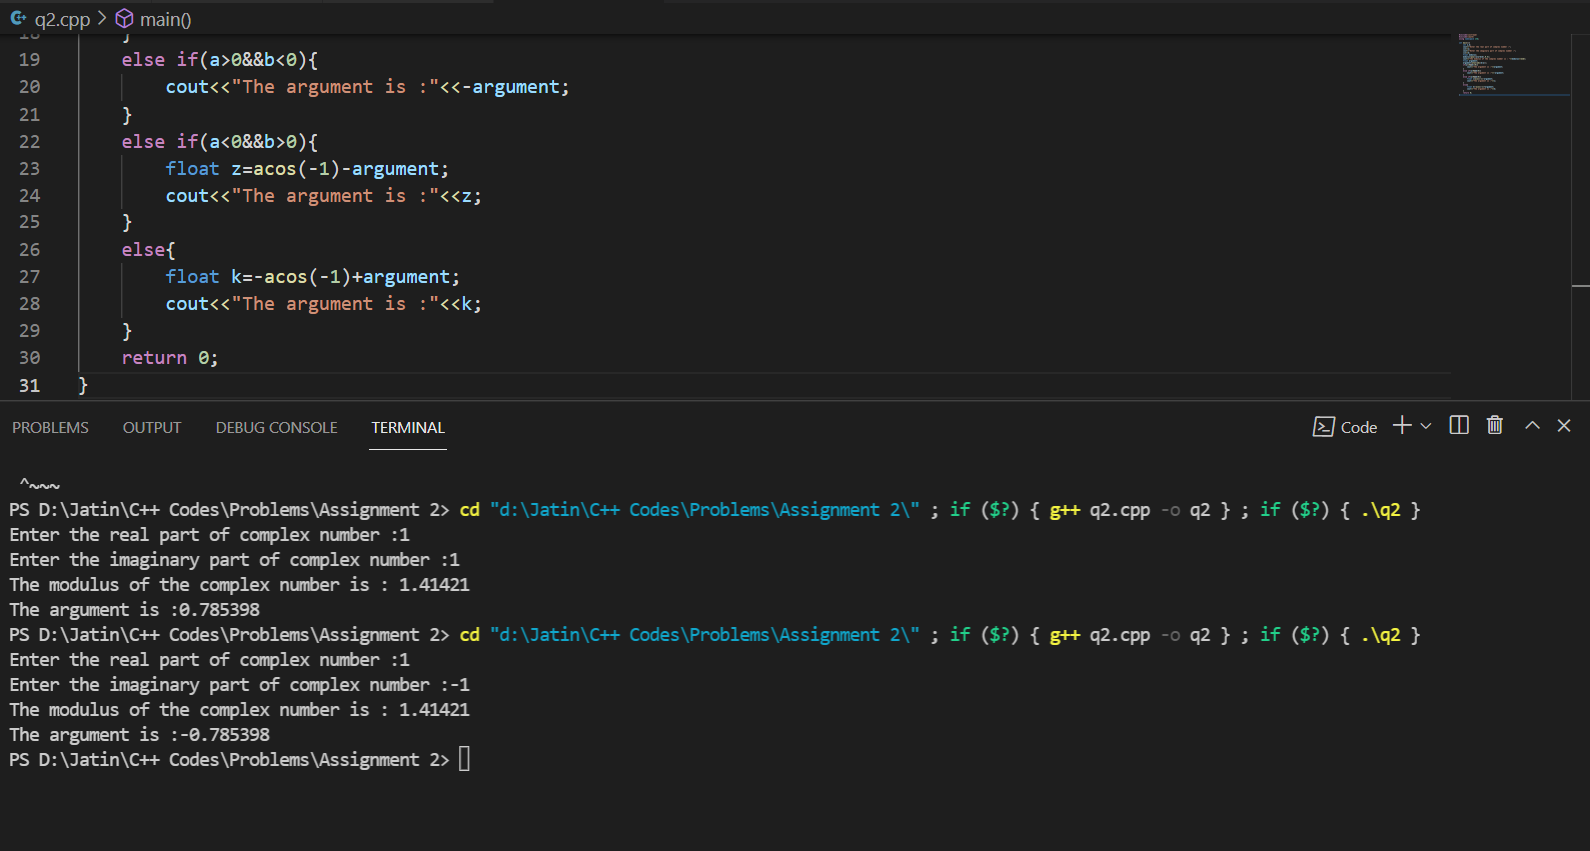 q2.cpp > main()
18 }
19 else if(a>0&&b<0){
20 cout<<"The argument is :"<<-argument;
21 }
22 else if(a<0&&b>0){
23 float z=acos(-1)-argument;
24 cout<<"The argument is :"<<z;
25 }
26 else{
27 float k=-acos(-1)+argument;
28 cout<<"The argument is :"<<k;
29 }
30 return 0;
31 }
PROBLEMS OUTPUT DEBUG CONSOLE TERMINAL Code
^~~~
PS D:\Jatin\C++ Codes\Problems\Assignment 2> cd "d:\Jatin\C++ Codes\Problems\Assignment 2\" ; if ($?) { g++ q2.cpp -o q2 } ; if ($?) { .\q2 }
Enter the real part of complex number :1
Enter the imaginary part of complex number :1
The modulus of the complex number is : 1.41421
The argument is :0.785398
PS D:\Jatin\C++ Codes\Problems\Assignment 2> cd "d:\Jatin\C++ Codes\Problems\Assignment 2\" ; if ($?) { g++ q2.cpp -o q2 } ; if ($?) { .\q2 }
Enter the real part of complex number :1
Enter the imaginary part of complex number :-1
The modulus of the complex number is : 1.41421
The argument is :-0.785398
PS D:\Jatin\C++ Codes\Problems\Assignment 2>